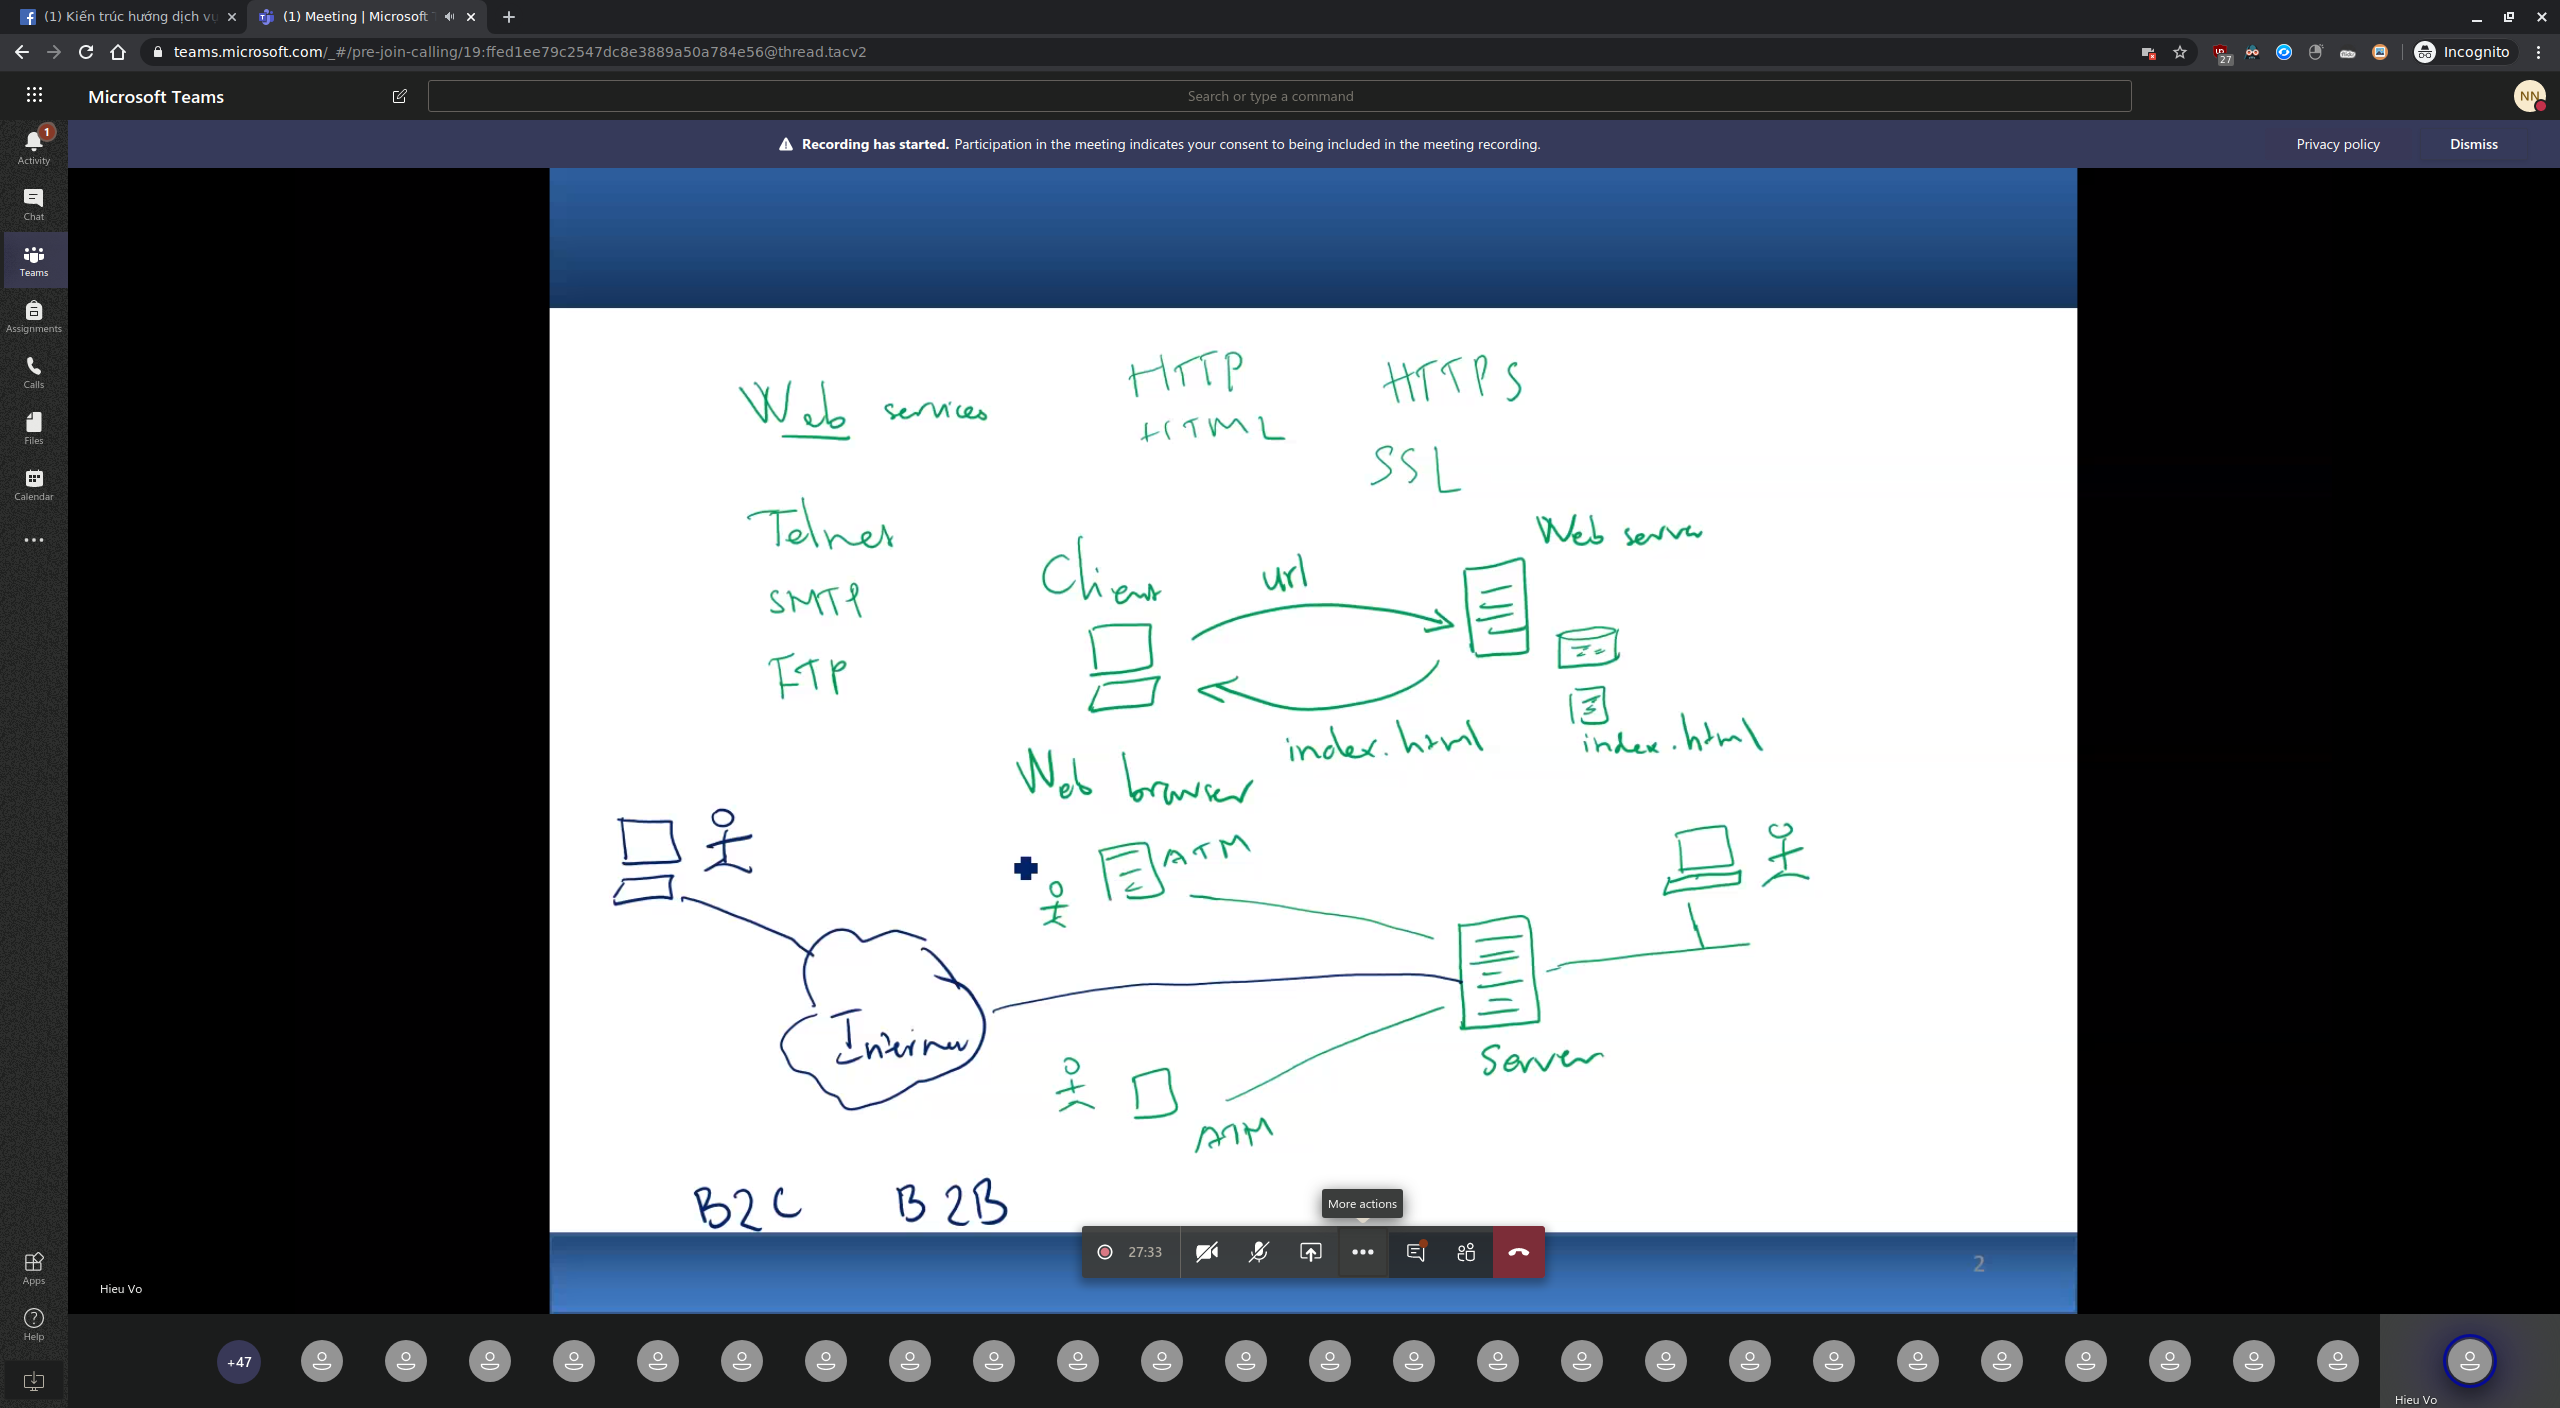 (1) Kiến trúc hướng dịch vụ
(1) Meeting | Microsoft
teams.microsoft.com/_#/pre-join-calling/19:ffed1ee79c2547dc8e3889a50a784e56@thread.tacv2
27
Incognito
Microsoft Teams
Search or type a command
NN
1
Activity
Chat
Teams
Assignments
Calls
Files
Calendar
Apps
Help
Recording has started. Participation in the meeting indicates your consent to being included in the meeting recording.
Privacy policy
Dismiss
Web services
HTTP
HTML
HTTPS
SSL
Telnet
SMTP
FTP
Client
url
Web server
index.html
index.html
Web browser
ATM
Internet
Server
ATM
B2C B2B
More actions
27:33
2
Hieu Vo
+47
Hieu Vo